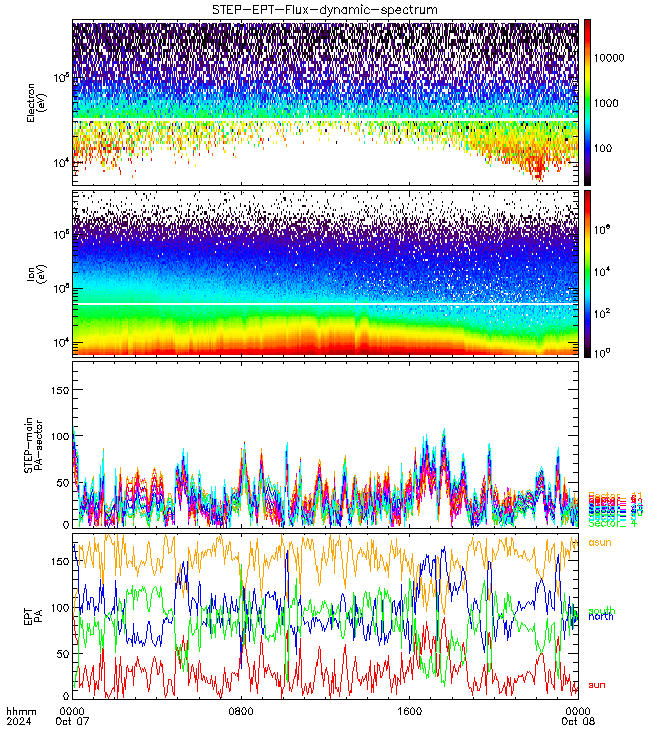 STEP-EPT-Flux-dynamic-spectrum
Electron
(eV)
10⁵
10⁴
10000
1000
100
Ion
(eV)
10⁶
10⁵
10⁴
10⁶
10⁴
10²
10⁰
STEP-main
PA-sector
150
100
50
0
EPT
PA
150
100
50
0
asun
south
north
sun
hhmm
2024
0000
Oct 07
0800
1600
0000
Oct 08